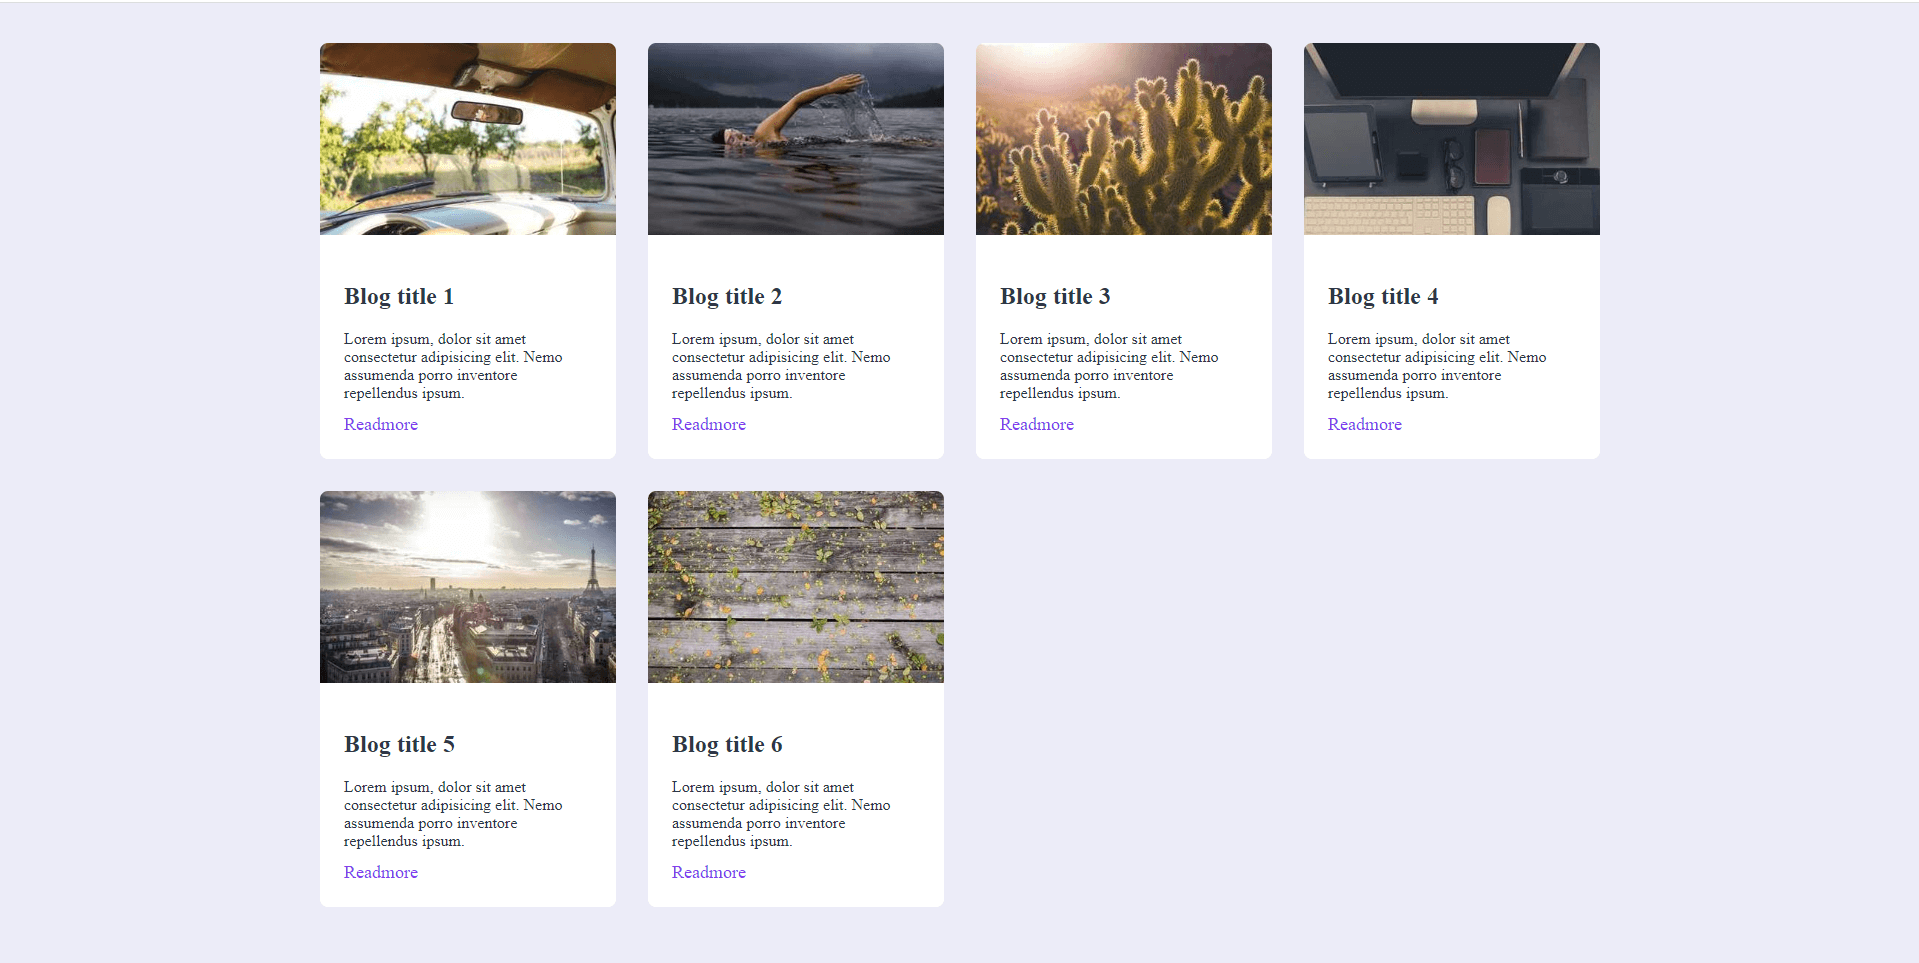 Blog title 1
Lorem ipsum, dolor sit amet
consectetur adipisicing elit. Nemo
assumenda porro inventore
repellendus ipsum.
Readmore
Blog title 2
Lorem ipsum, dolor sit amet
consectetur adipisicing elit. Nemo
assumenda porro inventore
repellendus ipsum.
Readmore
Blog title 3
Lorem ipsum, dolor sit amet
consectetur adipisicing elit. Nemo
assumenda porro inventore
repellendus ipsum.
Readmore
Blog title 4
Lorem ipsum, dolor sit amet
consectetur adipisicing elit. Nemo
assumenda porro inventore
repellendus ipsum.
Readmore
Blog title 5
Lorem ipsum, dolor sit amet
consectetur adipisicing elit. Nemo
assumenda porro inventore
repellendus ipsum.
Readmore
Blog title 6
Lorem ipsum, dolor sit amet
consectetur adipisicing elit. Nemo
assumenda porro inventore
repellendus ipsum.
Readmore